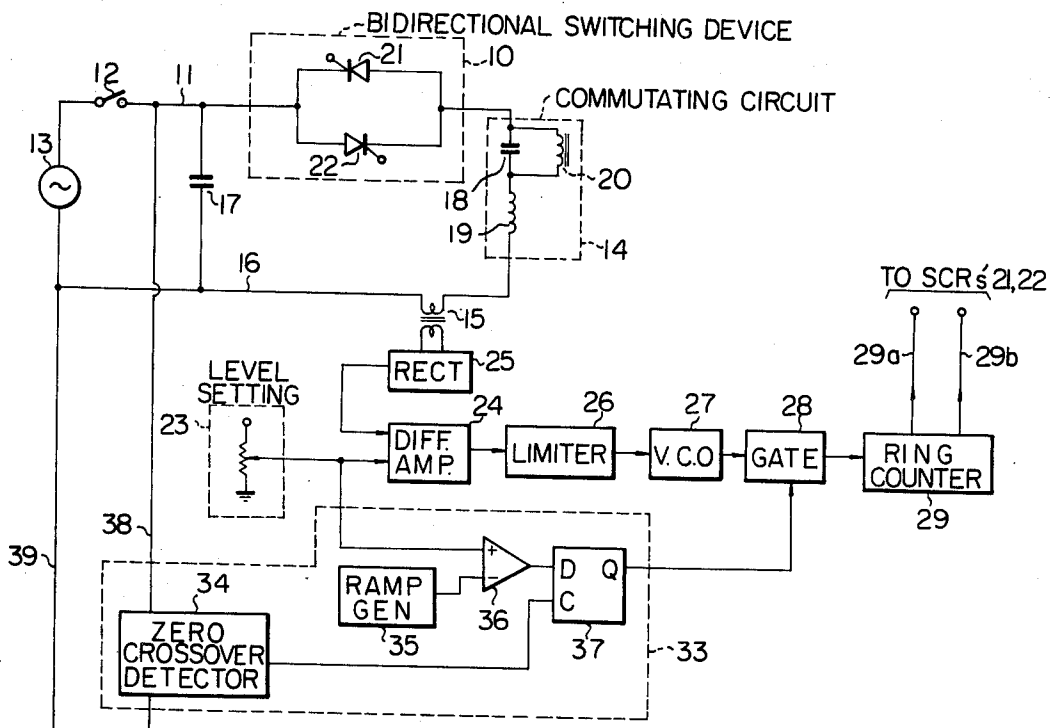 BIDIRECTIONAL SWITCHING DEVICE
21
10
12
11
COMMUTATING CIRCUIT
13
22
17
18
20
19
14
16
TO SCRs' 21,22
15
25
RECT
29a
29b
LEVEL
SETTING
23
24
26
27
28
DIFF.
AMP.
LIMITER
V.C.O
GATE
RING
COUNTER
29
38
39
34
+
−
36
D Q
C
37
RAMP
GEN
35
33
ZERO
CROSSOVER
DETECTOR